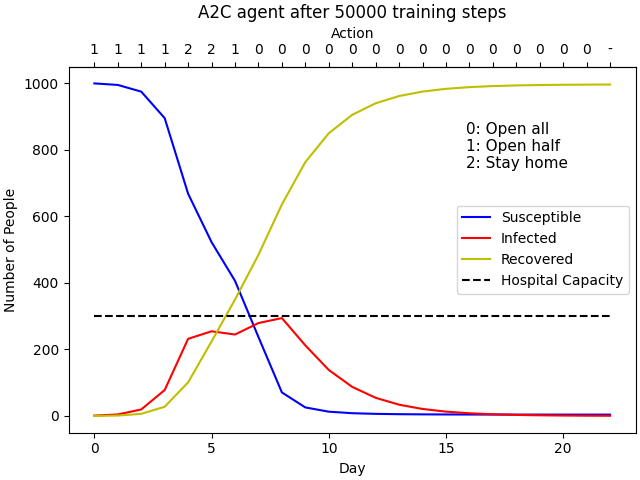 A2C agent after 50000 training steps
Action
1 1 1 1 2 2 1 0 0 0 0 0 0 0 0 0 0 0 0 0 0 0 -
1000
800
600
400
200
0
Number of People
0: Open all
1: Open half
2: Stay home
Susceptible
Infected
Recovered
Hospital Capacity
0 5 10 15 20
Day